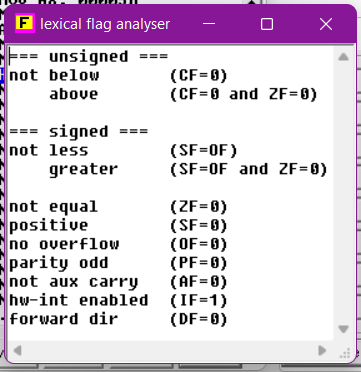 F lexical flag analyser
=== unsigned ===
not below (CF=0)
above (CF=0 and ZF=0)
=== signed ===
not less (SF=OF)
greater (SF=OF and ZF=0)
not equal (ZF=0)
positive (SF=0)
no overflow (OF=0)
parity odd (PF=0)
not aux carry (AF=0)
hw-int enabled (IF=1)
forward dir (DF=0)